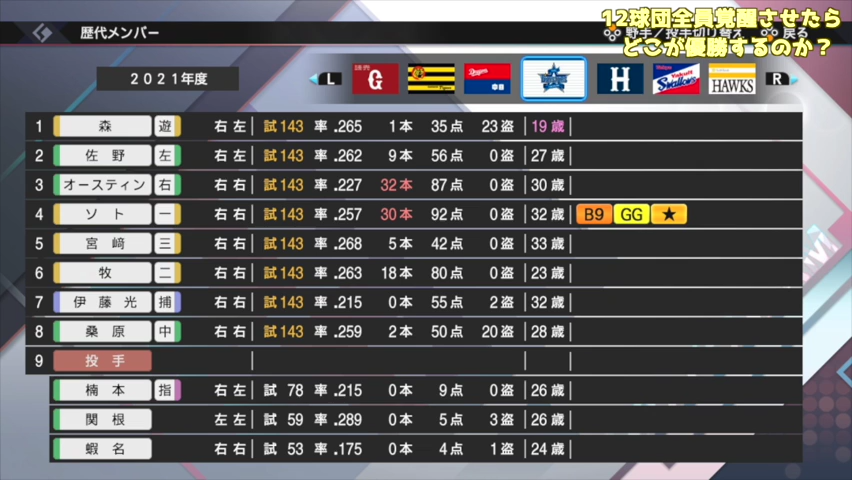 歴代メンバー
12球団全員覚醒させたら
野手/投手切り替え 戻る
どこが優勝するのか？
2021年度
L G Tigers Dragons 中日 H Yakult Swallows HAWKS R
1 森 遊 右左 試143 率.265 1本 35点 23盗 19歳
2 佐野 左 右左 試143 率.262 9本 56点 0盗 27歳
3 オースティン 右 右右 試143 率.227 32本 87点 0盗 30歳
4 ソト 一 右右 試143 率.257 30本 92点 0盗 32歳 B9 GG ★
5 宮﨑 三 右右 試143 率.268 5本 42点 0盗 33歳
6 牧 二 右右 試143 率.263 18本 80点 0盗 23歳
7 伊藤光 捕 右右 試143 率.215 0本 55点 2盗 32歳
8 桑原 中 右右 試143 率.259 2本 50点 20盗 28歳
9 投手
楠本 指 右左 試78 率.215 0本 9点 0盗 26歳
関根 左左 試59 率.289 0本 5点 3盗 26歳
蝦名 右右 試53 率.175 0本 4点 1盗 24歳